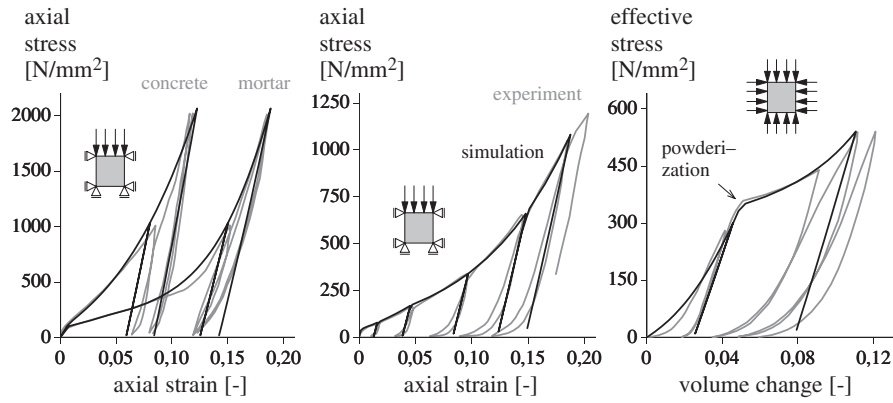 axial
stress
[N/mm²]
concrete mortar
2000
1500
1000
500
0
0 0,05 0,10 0,15 0,20
axial strain [-]
axial
stress
[N/mm²]
experiment
simulation
1250
1000
750
500
250
0
0 0,05 0,10 0,15 0,20
axial strain [-]
effective
stress
[N/mm²]
powderi–
zation
600
450
300
150
0
0 0,04 0,08 0,12
volume change [-]